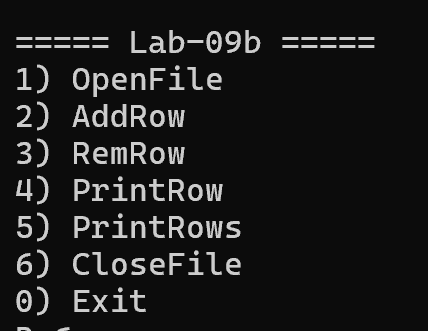 ===== Lab-09b =====
1) OpenFile
2) AddRow
3) RemRow
4) PrintRow
5) PrintRows
6) CloseFile
0) Exit